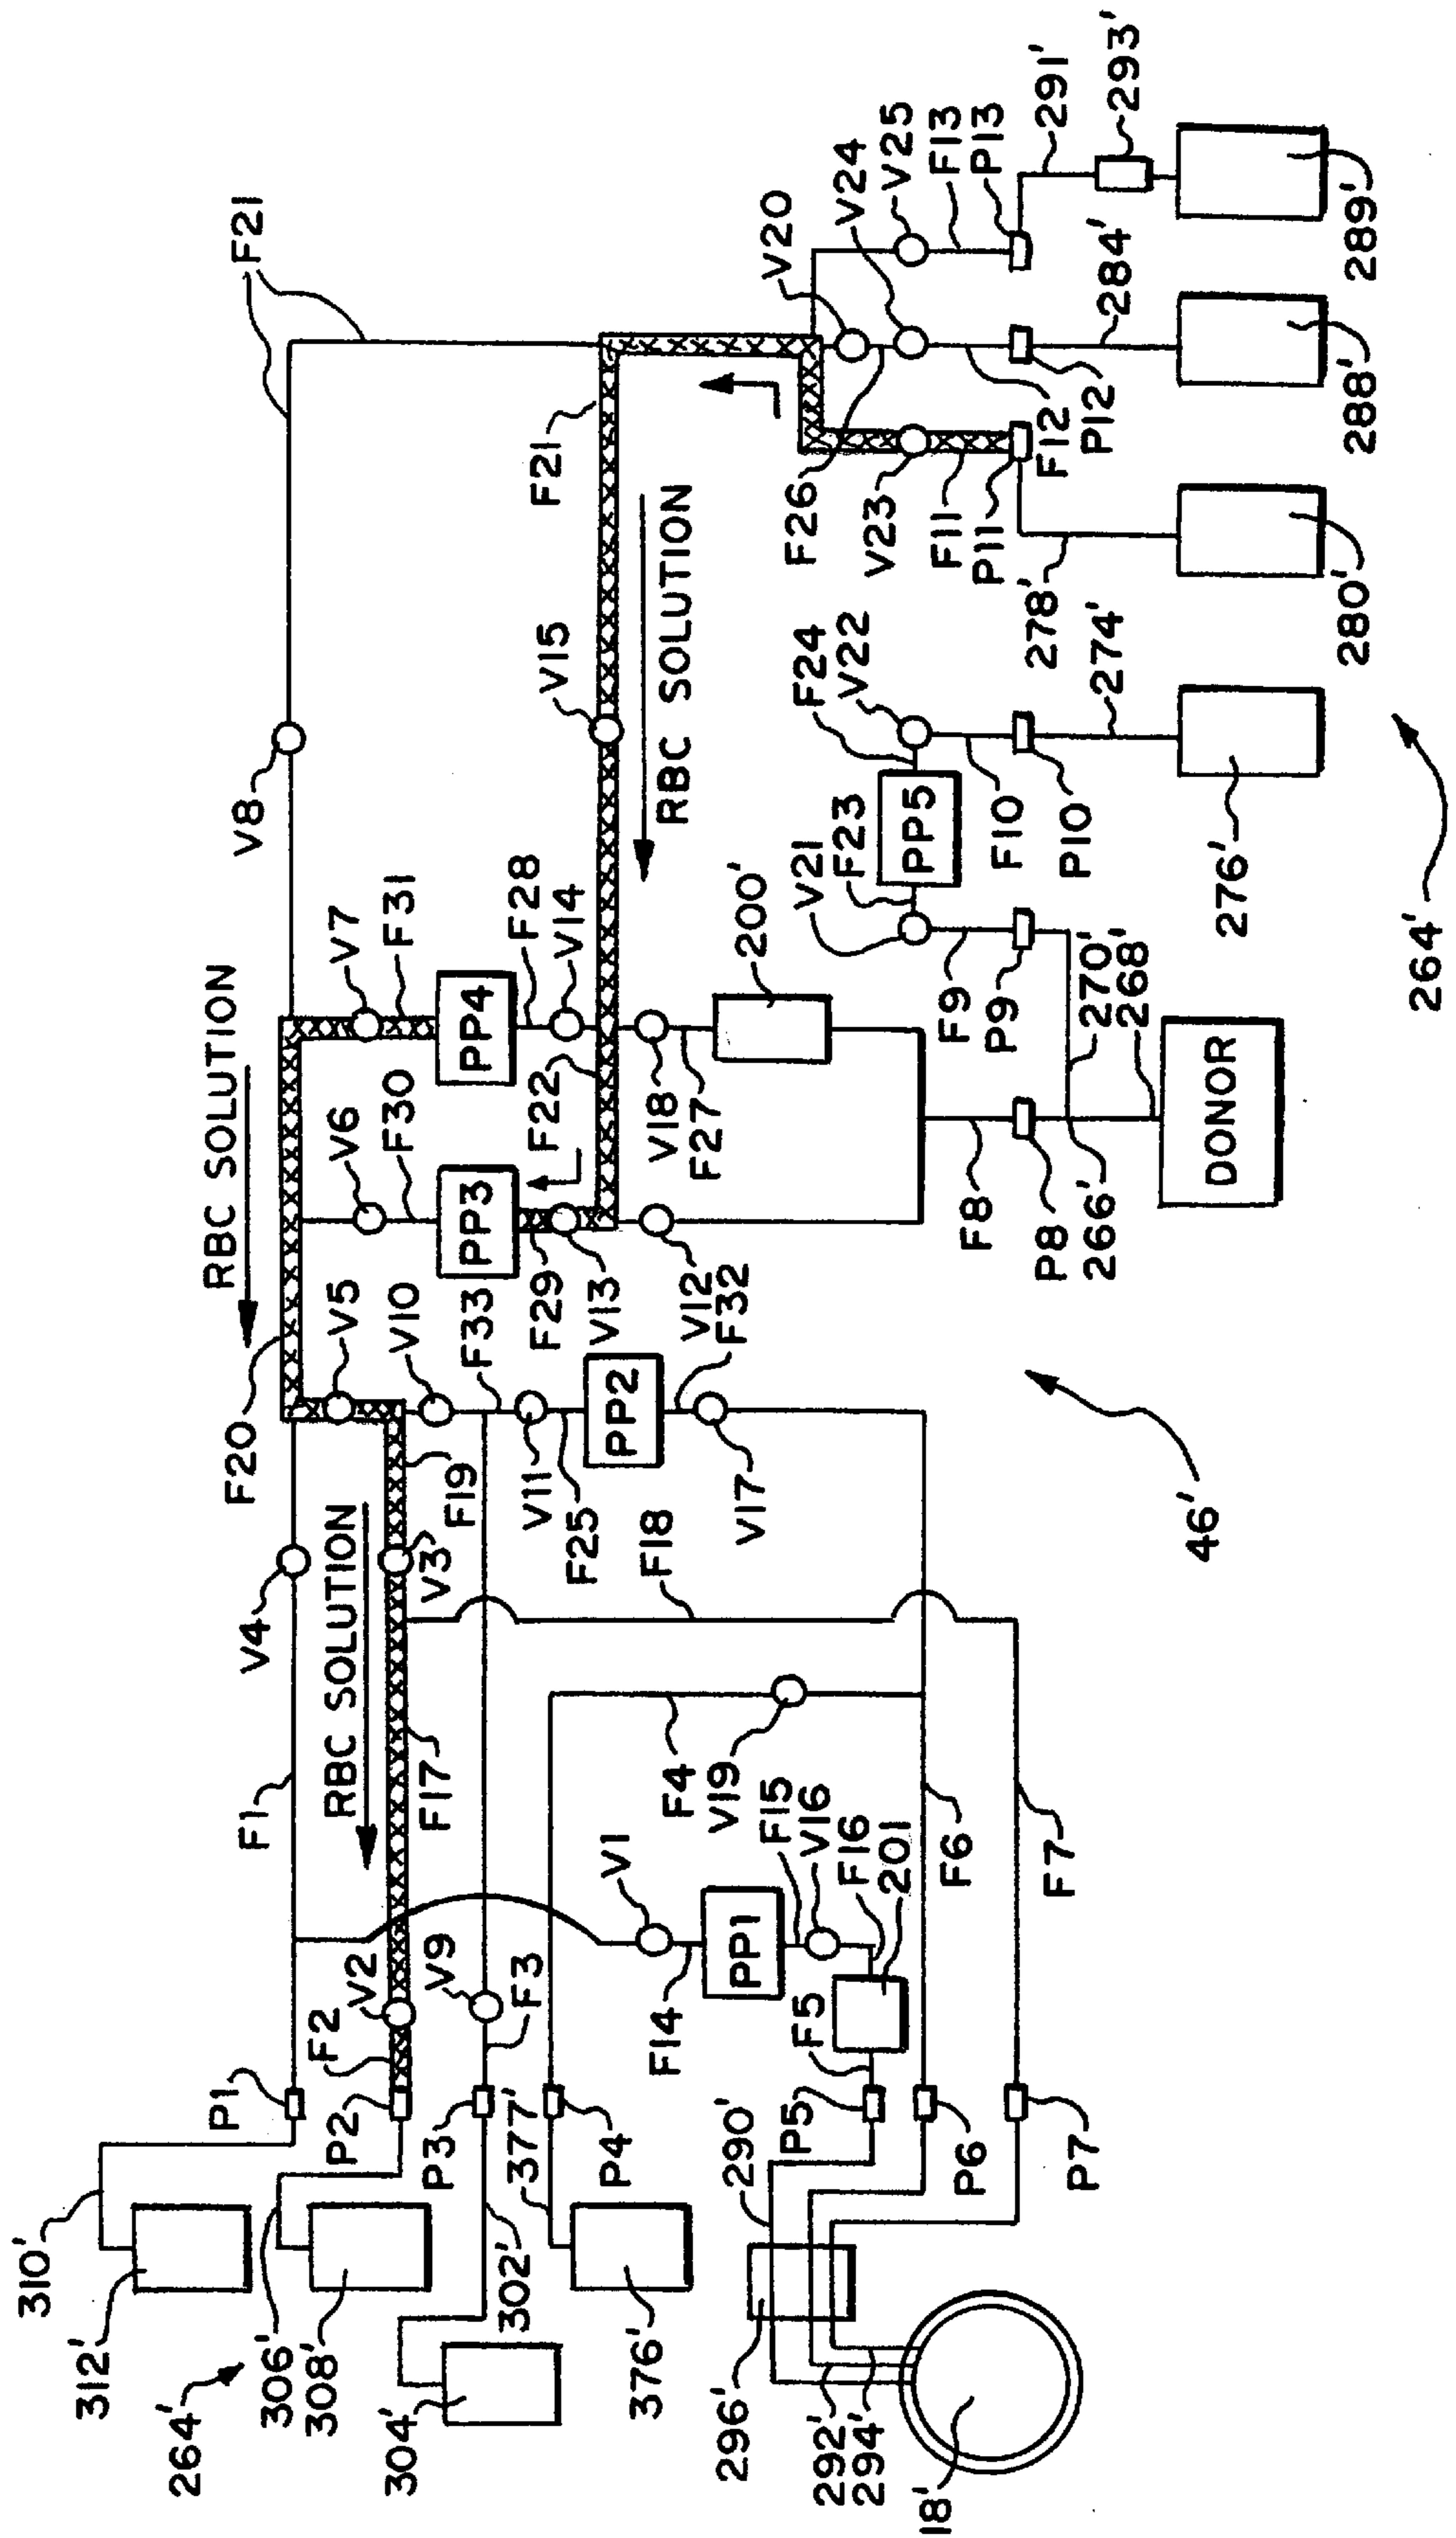 310'
312'
264'
306'
308'
304'
302'
377'
376'
290'
296'
292'
294'
18'
P1
P2
P3
P4
P5
P6
P7
F1
F2
F3
F4
F5
F6
F7
V1
V2
V9
V4
V3
V19
V16
F14
F15
F16
F17
F18
F19
F20
PP1
201
RBC SOLUTION
RBC SOLUTION
V5
V10
F33
V11
F25
PP2
F32
V17
V12
V6
F30
PP3
F29
V13
F22
V7
F31
PP4
F28
V14
V18
F27
200'
V8
F21
F21
V15
RBC SOLUTION
F8
P8
266'
268'
270'
DONOR
F9
P9
V21
F23
PP5
F24
V22
F10
P10
274'
276'
278'
280'
F11
P11
V23
F26
F12
P12
V20
V24
284'
288'
V25
F13
P13
291'
293'
289'
46'
264'